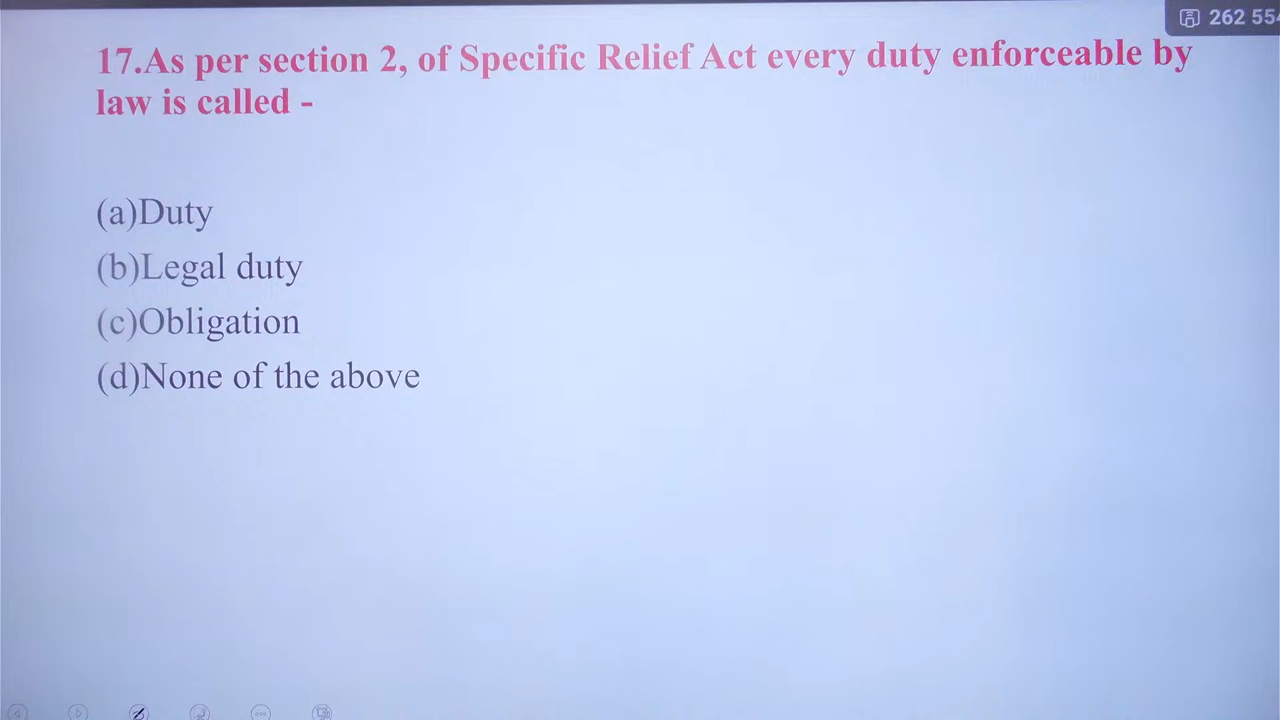 262 554
17.As per section 2, of Specific Relief Act every duty enforceable by
law is called -
(a)Duty
(b)Legal duty
(c)Obligation
(d)None of the above